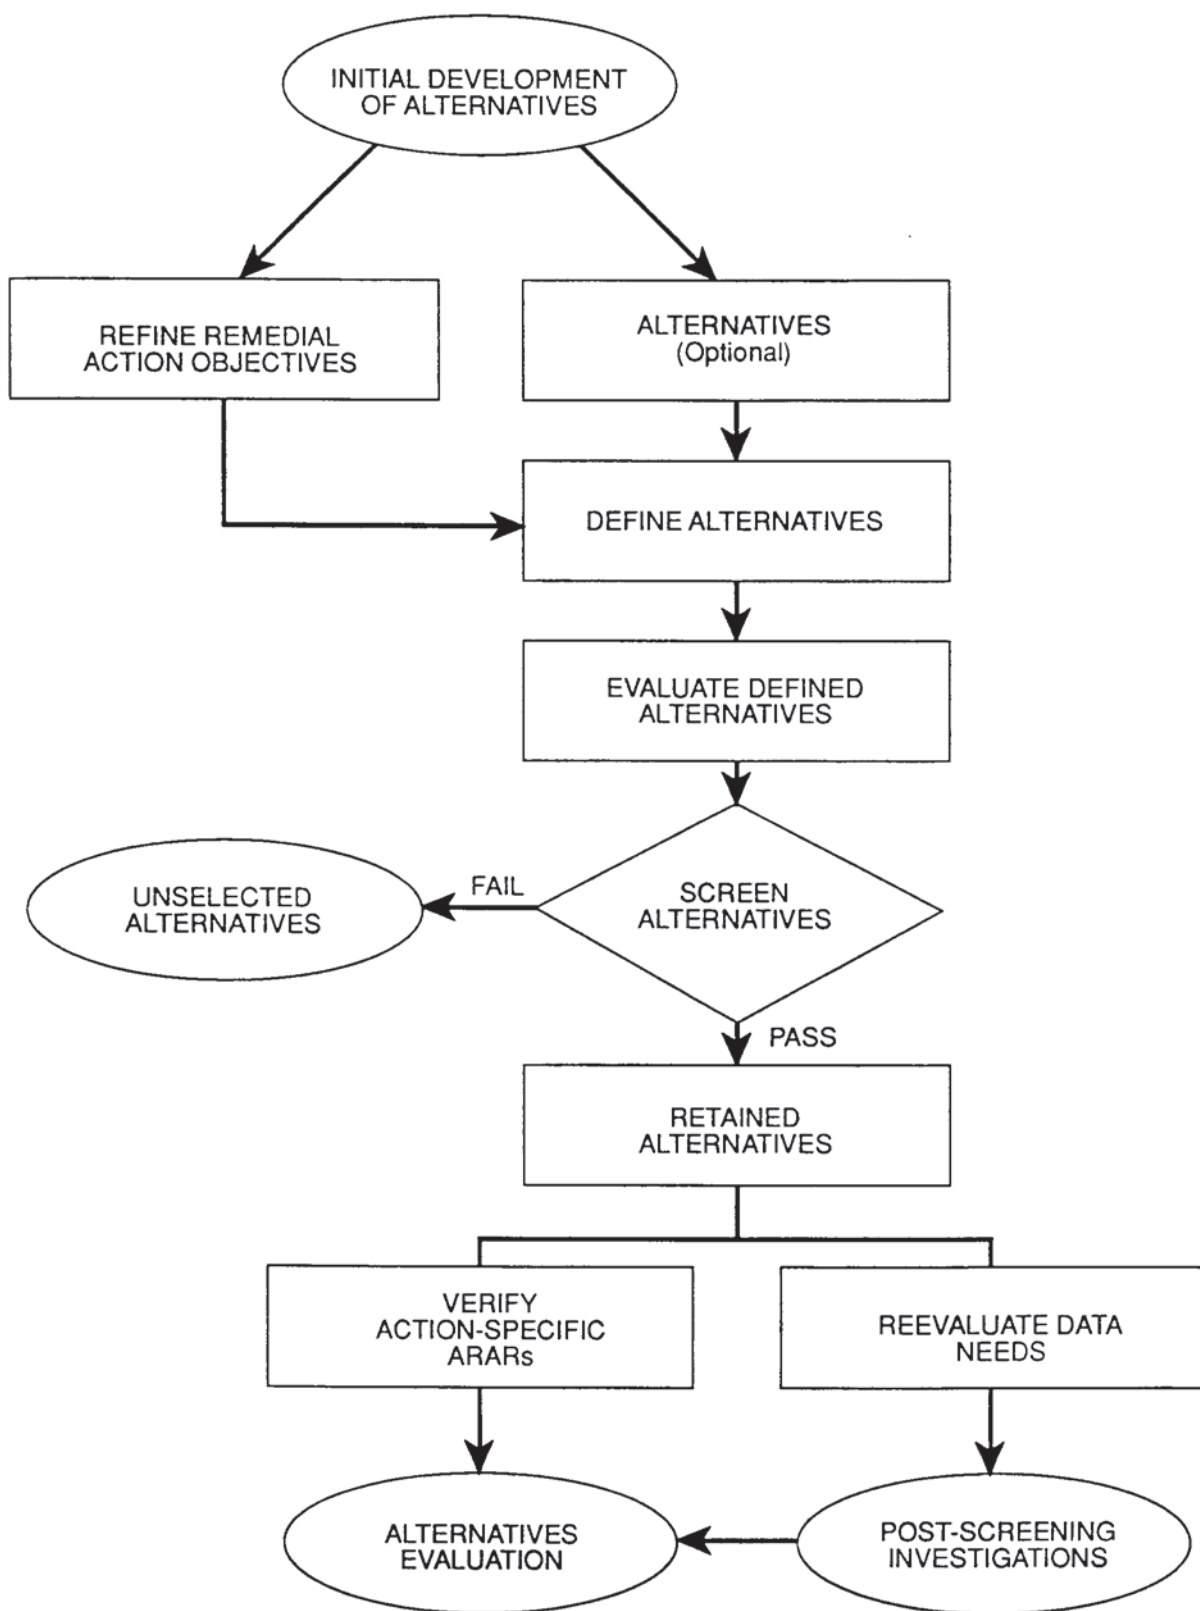 INITIAL DEVELOPMENT
OF ALTERNATIVES
REFINE REMEDIAL
ACTION OBJECTIVES
ALTERNATIVES
(Optional)
DEFINE ALTERNATIVES
EVALUATE DEFINED
ALTERNATIVES
UNSELECTED
ALTERNATIVES
FAIL
SCREEN
ALTERNATIVES
PASS
RETAINED
ALTERNATIVES
VERIFY
ACTION-SPECIFIC
ARARs
REEVALUATE DATA
NEEDS
ALTERNATIVES
EVALUATION
POST-SCREENING
INVESTIGATIONS